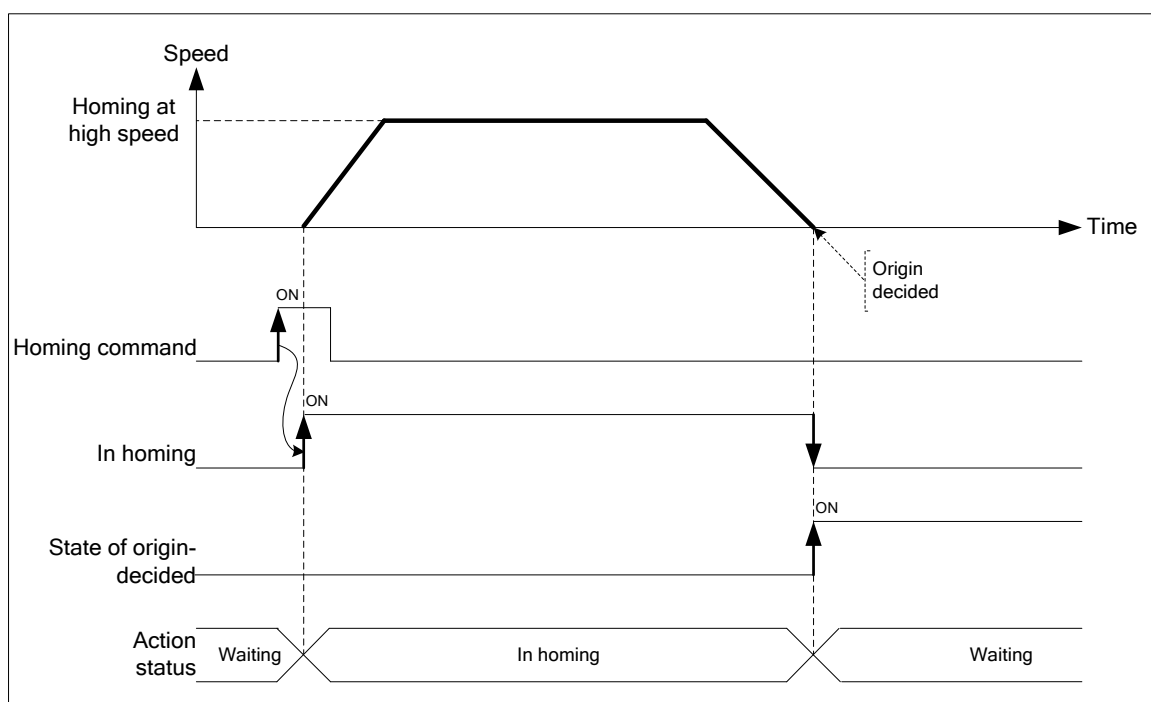 Speed
Homing at
high speed
Time
Origin
decided
ON
Homing command
ON
In homing
ON
State of origin-
decided
Action
status
Waiting
In homing
Waiting